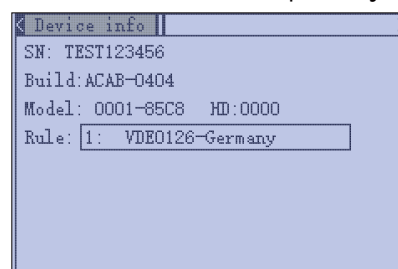 Device info
SN: TEST123456
Build:ACAB-0404
Model: 0001-85C8 HD:0000
Rule: 1: VDE0126-Germany